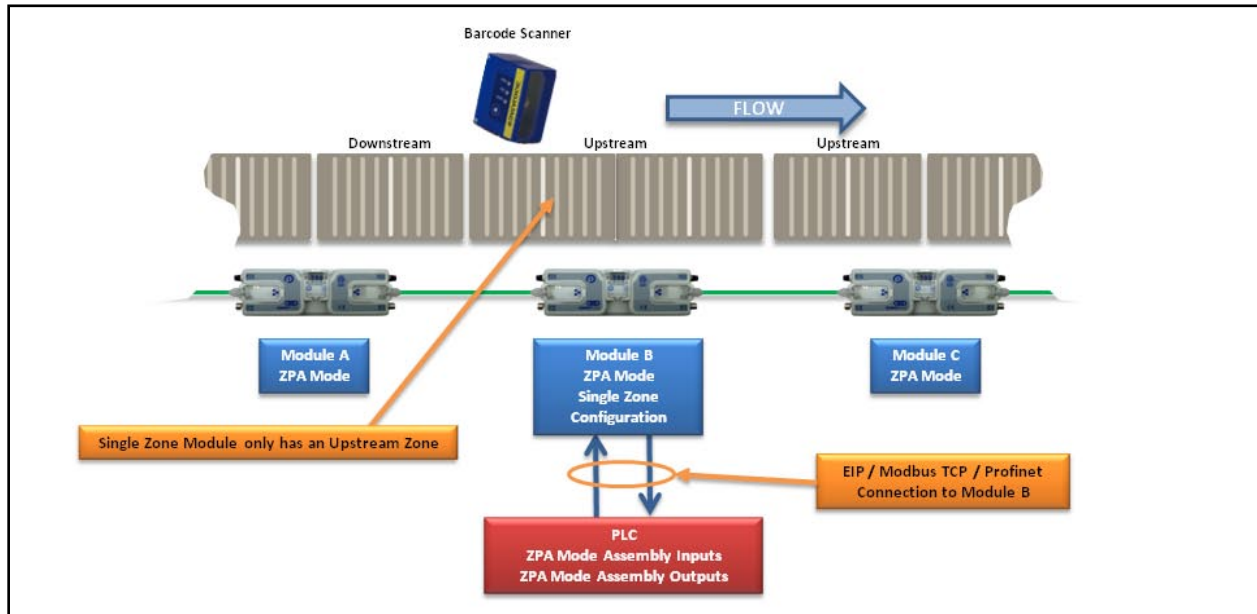 Barcode Scanner
FLOW
Downstream
Upstream
Upstream
Module A
ZPA Mode
Module B
ZPA Mode
Single Zone
Configuration
Module C
ZPA Mode
Single Zone Module only has an Upstream Zone
EIP / Modbus TCP / Profinet
Connection to Module B
PLC
ZPA Mode Assembly Inputs
ZPA Mode Assembly Outputs